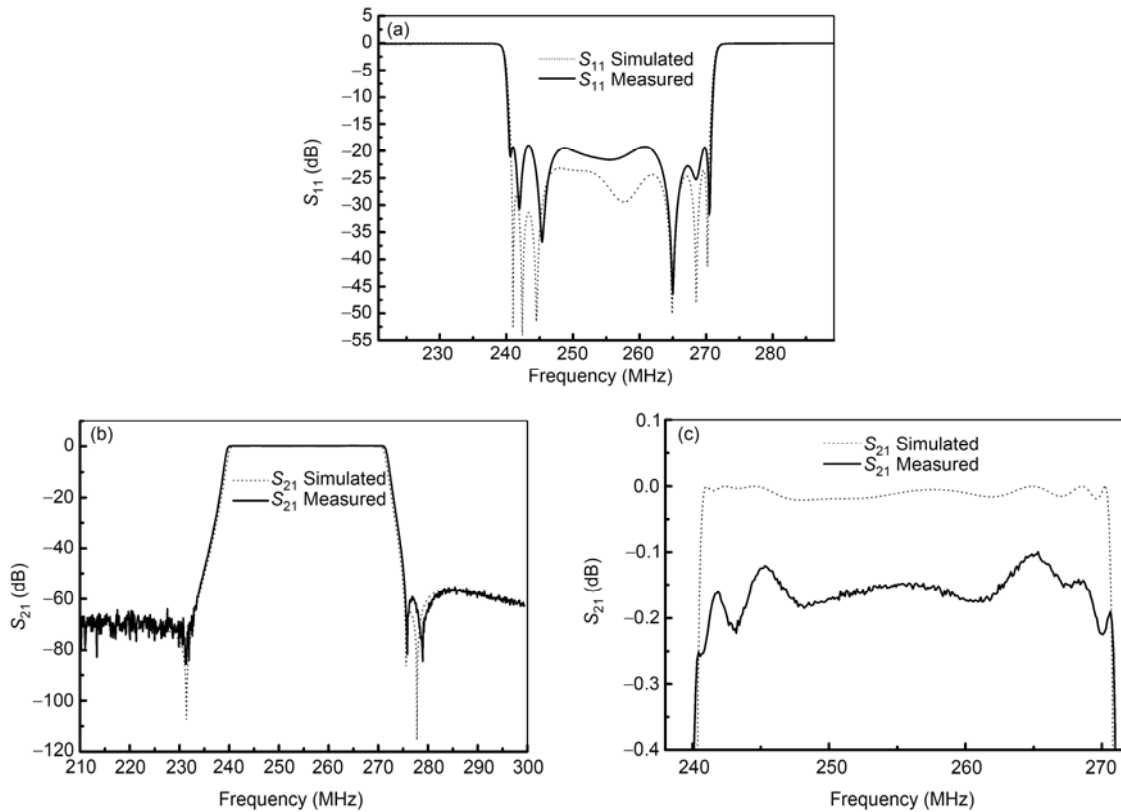 (a)
S11 Simulated
S11 Measured
5
0
−5
−10
−15
−20
−25
−30
−35
−40
−45
−50
−55
S11 (dB)
230 240 250 260 270 280
Frequency (MHz)
(b)
S21 Simulated
S21 Measured
0
−20
−40
−60
−80
−100
−120
S21 (dB)
210 220 230 240 250 260 270 280 290 300
Frequency (MHz)
(c)
S21 Simulated
S21 Measured
0.1
0.0
−0.1
−0.2
−0.3
−0.4
S21 (dB)
240 250 260 270
Frequency (MHz)